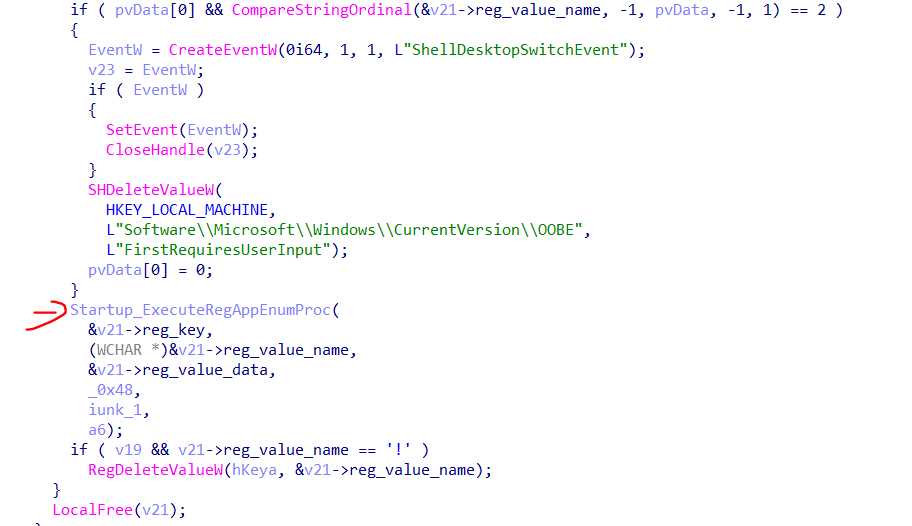 if ( pvData[0] && CompareStringOrdinal(&v21->reg_value_name, -1, pvData, -1, 1) == 2 )
{
EventW = CreateEventW(0i64, 1, 1, L"ShellDesktopSwitchEvent");
v23 = EventW;
if ( EventW )
{
SetEvent(EventW);
CloseHandle(v23);
}
SHDeleteValueW(
HKEY_LOCAL_MACHINE,
L"Software\\Microsoft\\Windows\\CurrentVersion\\OOBE",
L"FirstRequiresUserInput");
pvData[0] = 0;
}
Startup_ExecuteRegAppEnumProc(
&v21->reg_key,
(WCHAR *)&v21->reg_value_name,
&v21->reg_value_data,
_0x48,
iunk_1,
a6);
if ( v19 && v21->reg_value_name == '!' )
RegDeleteValueW(hKeya, &v21->reg_value_name);
}
LocalFree(v21);